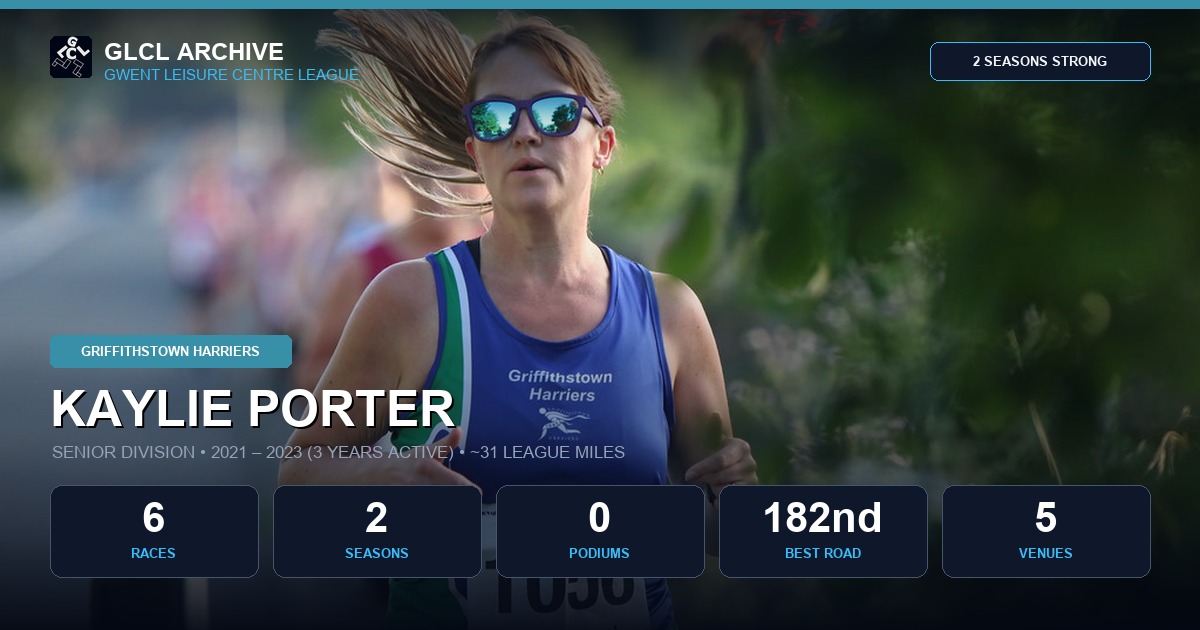 GLCL ARCHIVE
GWENT LEISURE CENTRE LEAGUE
2 SEASONS STRONG
Griffithstown
Harriers
GRIFFITHSTOWN HARRIERS
KAYLIE PORTER
SENIOR DIVISION • 2021 – 2023 (3 YEARS ACTIVE) • ~31 LEAGUE MILES
6
RACES
2
SEASONS
0
PODIUMS
182nd
BEST ROAD
5
VENUES